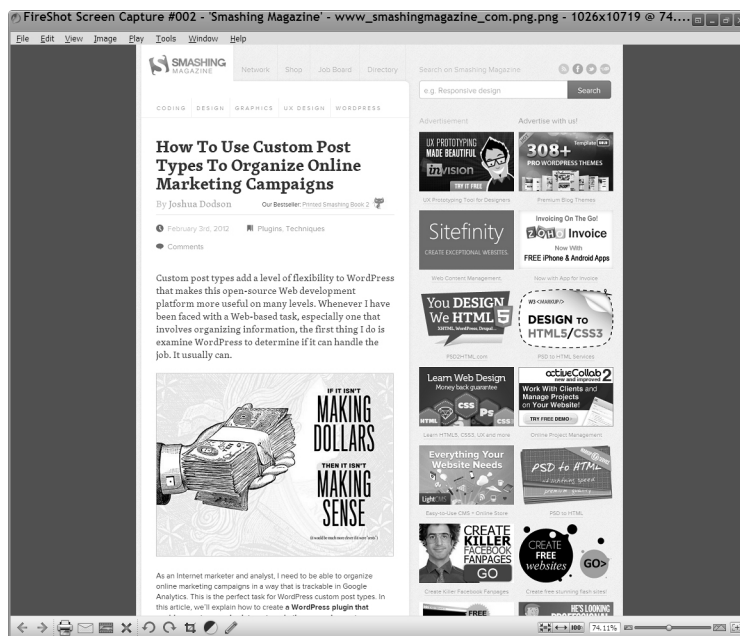 FireShot Screen Capture #002 - 'Smashing Magazine' - www_smashingmagazine_com.png.png - 1026x10719 @ 74....
File Edit View Image Play Tools Window Help
SMASHING
MAGAZINE
Network Shop Job Board Directory
CODING DESIGN GRAPHICS UX DESIGN WORDPRESS
How To Use Custom Post
Types To Organize Online
Marketing Campaigns
By Joshua Dodson
Our Bestseller: Printed Smashing Book 2
February 3rd, 2012 Plugins, Techniques
Comments
Custom post types add a level of flexibility to WordPress
that makes this open-source Web development
platform more useful on many levels. Whenever I have
been faced with a Web-based task, especially one that
involves organizing information, the first thing I do is
examine WordPress to determine if it can handle the
job. It usually can.
IF IT ISN'T
MAKING
DOLLARS
THEN IT ISN'T
MAKING
SENSE
As an Internet marketer and analyst, I need to be able to organize
online marketing campaigns in a way that is trackable in Google
Analytics. This is the perfect task for WordPress custom post types. In
this article, we'll explain how to create a WordPress plugin that
Search on Smashing Magazine
e.g. Responsive design Search
Advertisement Advertise with us!
UX PROTOTYPING
MADE BEAUTIFUL
invision
TRY IT FREE
UX Prototyping Tool for Designers
TemplateMonster
308+
PRO WORDPRESS THEMES
Premium Blog Themes
Sitefinity
CREATE EXCEPTIONAL WEBSITES.
Web Content Management
Invoicing On The Go!
ZOHO Invoice
Now With
FREE iPhone & Android Apps
Now with App for Invoice
You DESIGN
We HTML 5
XHTML, WordPress, Drupal...
PSD2HTML.com
W3 <MARKUP/>
DESIGN TO
HTML5/CSS3
PSD to HTML Services
Learn Web Design
Money back guarantee
HTML CSS Ps CSS
Learn HTML5, CSS3, UX and more
activeCollab 2
new and improved
Work With Clients and
Manage Projects
on Your Website!
TRY FREE DEMO
Online Project Management
Everything Your
Website Needs
LightCMS
Easy-to-Use CMS + Online Store
PSD to HTML
PSD to HTML
CREATE
KILLER
FACEBOOK
FANPAGES
GO
Create Killer Facebook Fanpages
CREATE
FREE
websites
GO>
Create free stunning flash sites!
FREE
HE'S LOOKING
100% 74.11%